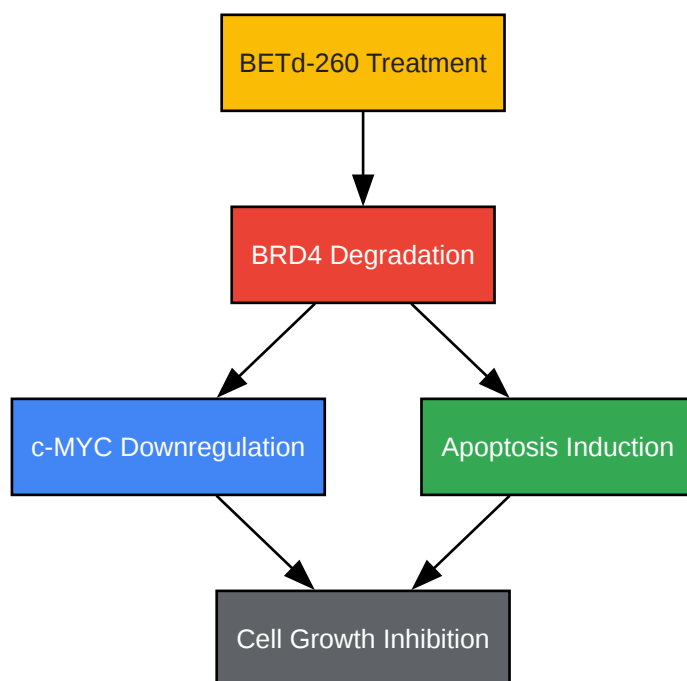 BETd-260 Treatment
BRD4 Degradation
c-MYC Downregulation
Apoptosis Induction
Cell Growth Inhibition